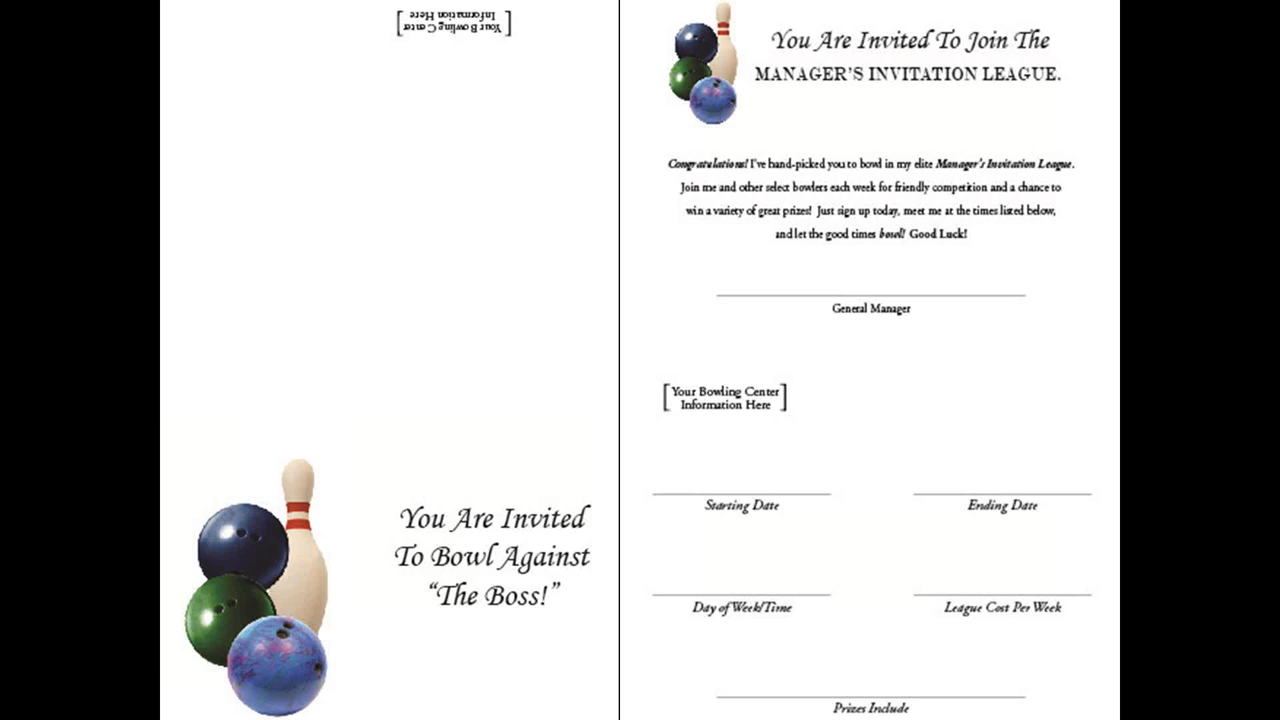 Your Bowling Center
Information Here
You Are Invited
To Bowl Against
“The Boss!”
You Are Invited To Join The
MANAGER’S INVITATION LEAGUE.
Congratulations! I’ve hand-picked you to bowl in my elite Manager’s Invitation League.
Join me and other select bowlers each week for friendly competition and a chance to
win a variety of great prizes! Just sign up today, meet me at the times listed below,
and let the good times bowl! Good Luck!
General Manager
[Your Bowling Center
Information Here]
Starting Date
Ending Date
Day of Week/Time
League Cost Per Week
Prizes Include